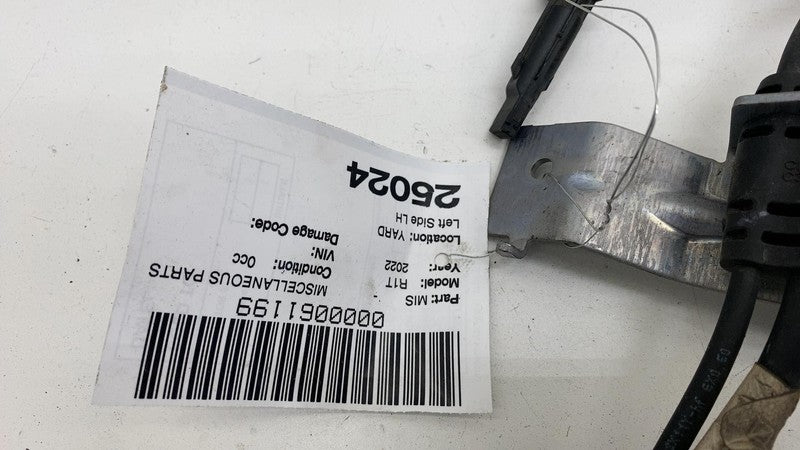 0000061199
Part: MIS - MISCELLANEOUS PARTS
Model: R1T
Year: 2022 Condition: 0cc
Location: YARD VIN:
Left Side LH Damage Code:
25024